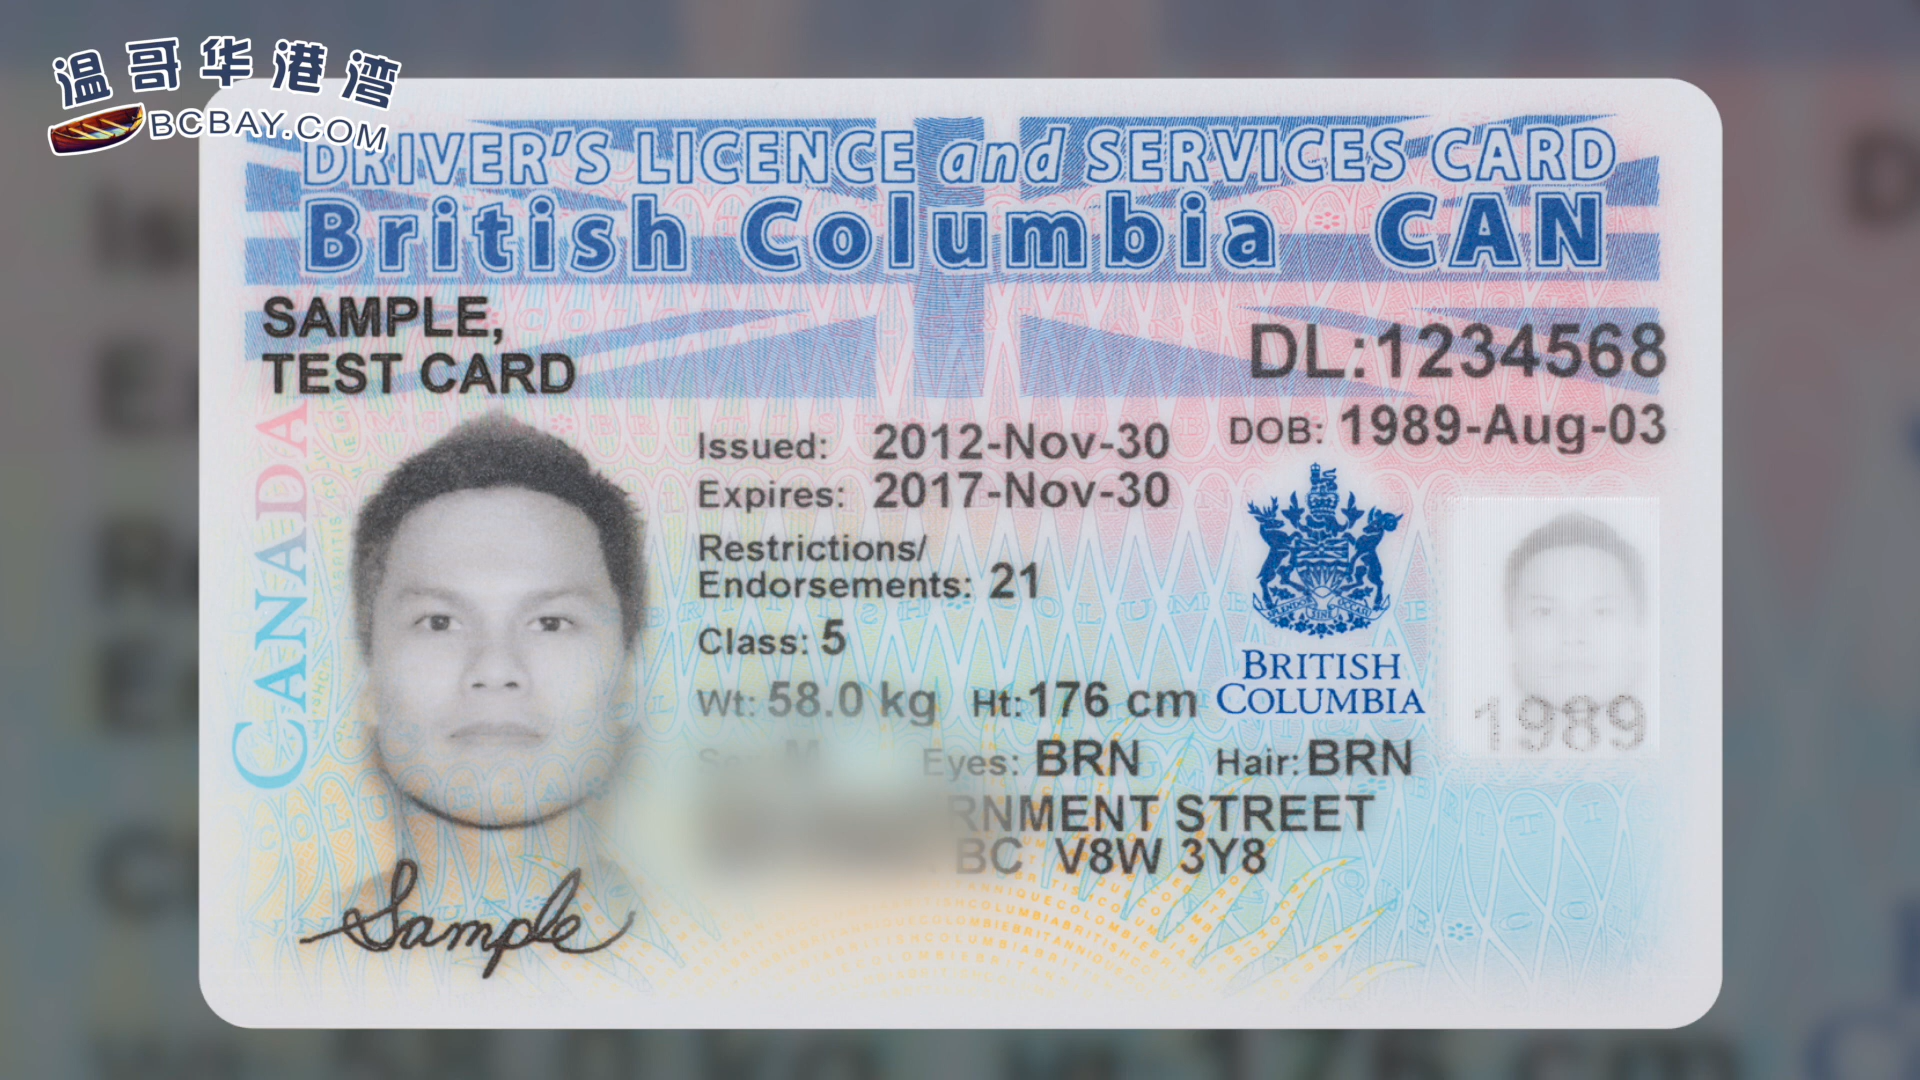 温哥华港湾
BCBAY.COM
DRIVER'S LICENCE and SERVICES CARD
British Columbia CAN
SAMPLE,
TEST CARD
DL:1234568
DOB: 1989-Aug-03
CANADA
Issued: 2012-Nov-30
Expires: 2017-Nov-30
Restrictions/
Endorsements: 21
Class: 5
Wt: 58.0 kg Ht: 176 cm
Sex: M Eyes: BRN Hair: BRN
RNMENT STREET
BC V8W 3Y8
BRITISH
COLUMBIA
1989
Sample